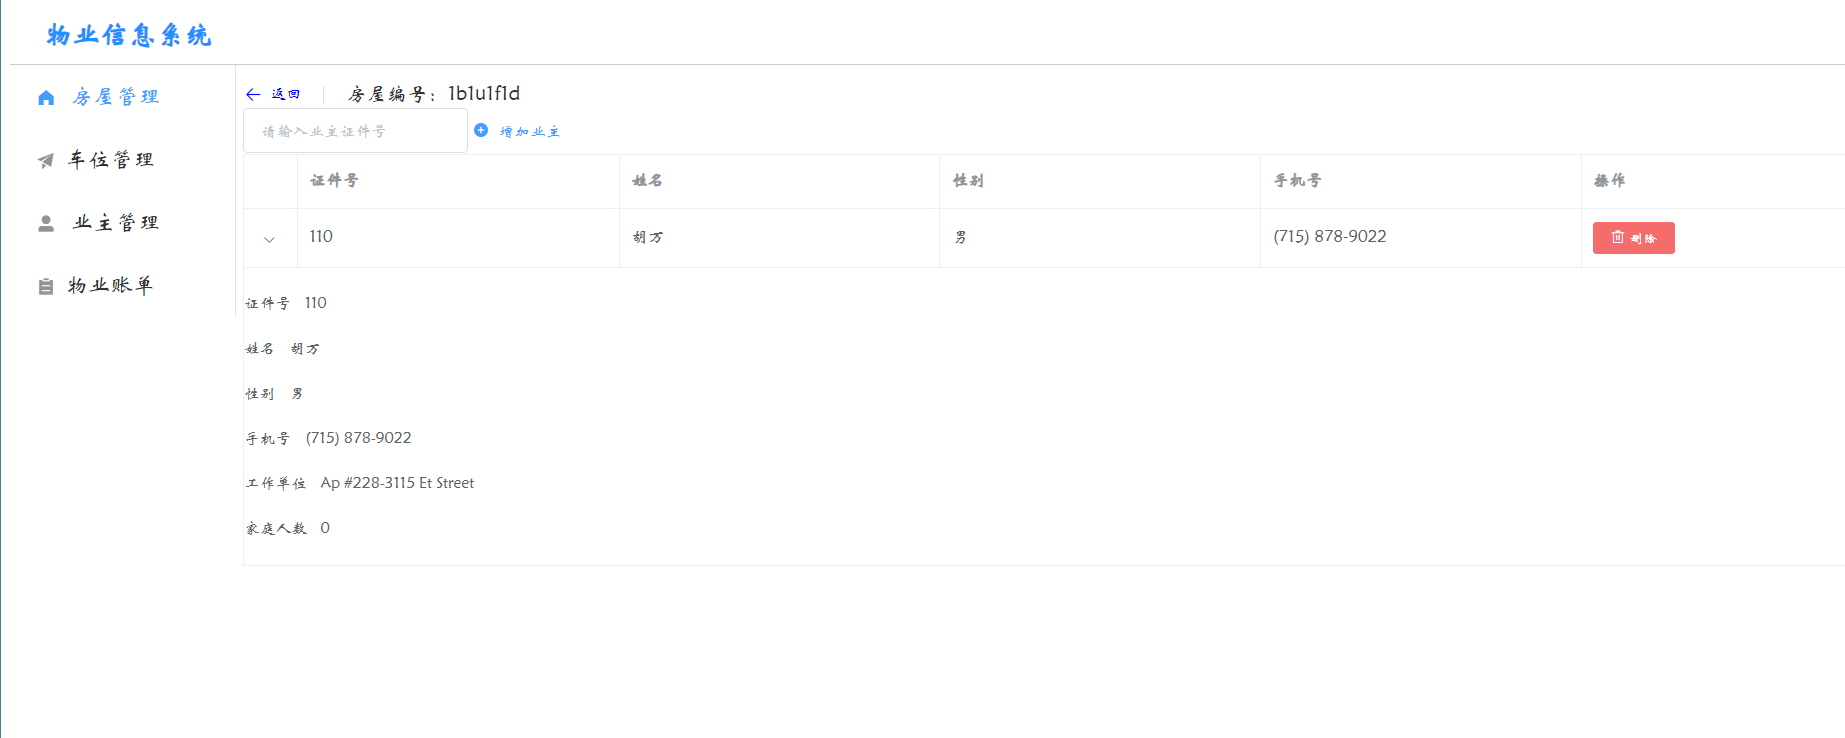 物业信息系统
房屋管理
车位管理
业主管理
物业账单
返回 房屋编号：1b1u1f1d
请输入业主证件号 增加业主
证件号 姓名 性别 手机号 操作
110 胡万 男 (715) 878-9022 删除
证件号 110
姓名 胡万
性别 男
手机号 (715) 878-9022
工作单位 Ap #228-3115 Et Street
家庭人数 0